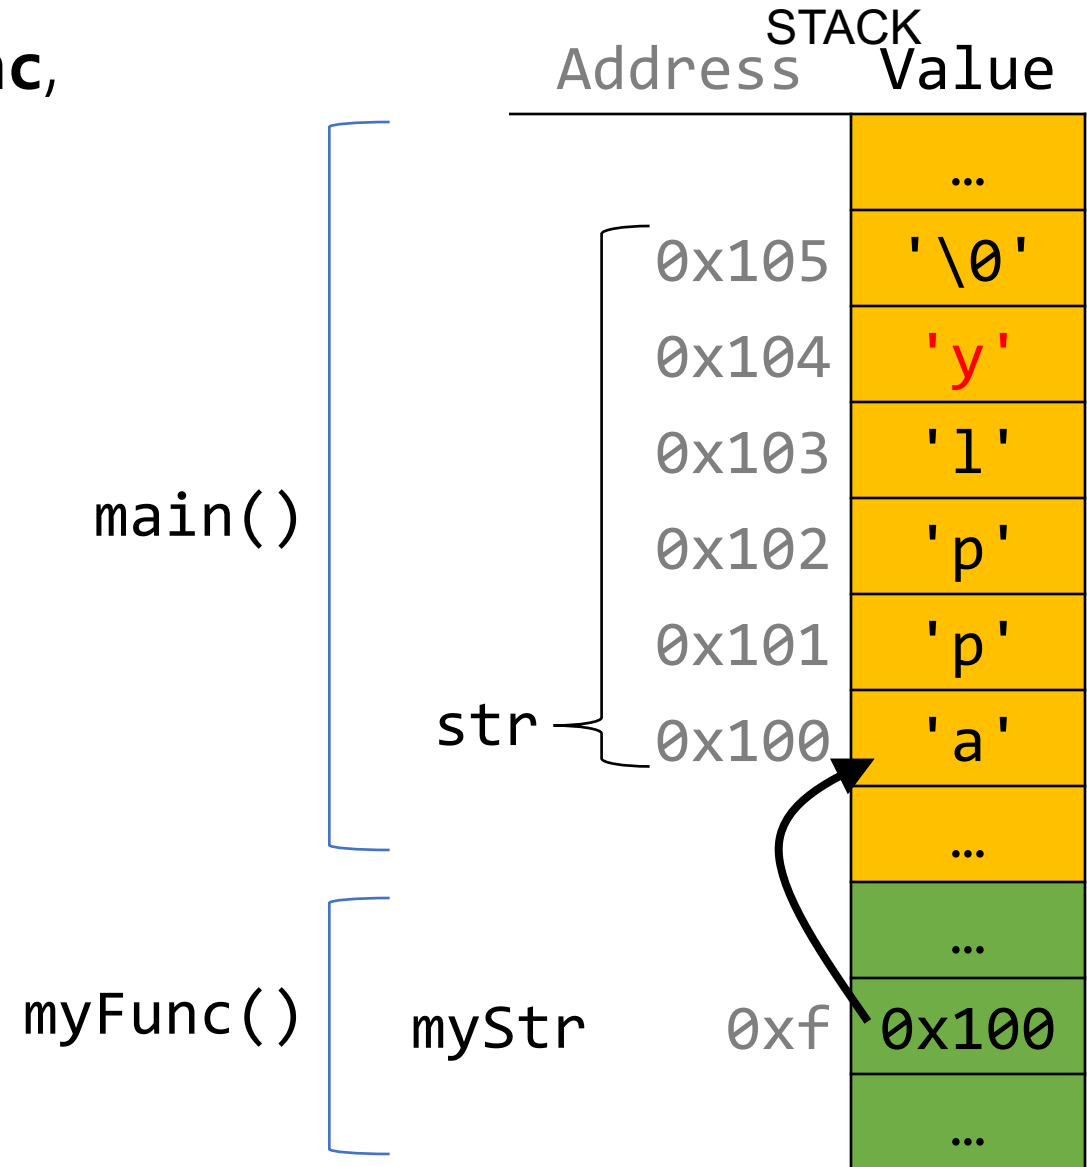 STACK
c,
Address Value
…
0x105 '\0'
0x104 'y'
0x103 'l'
main()
0x102 'p'
0x101 'p'
str 0x100 'a'
…
…
myFunc() myStr 0xf 0x100
…